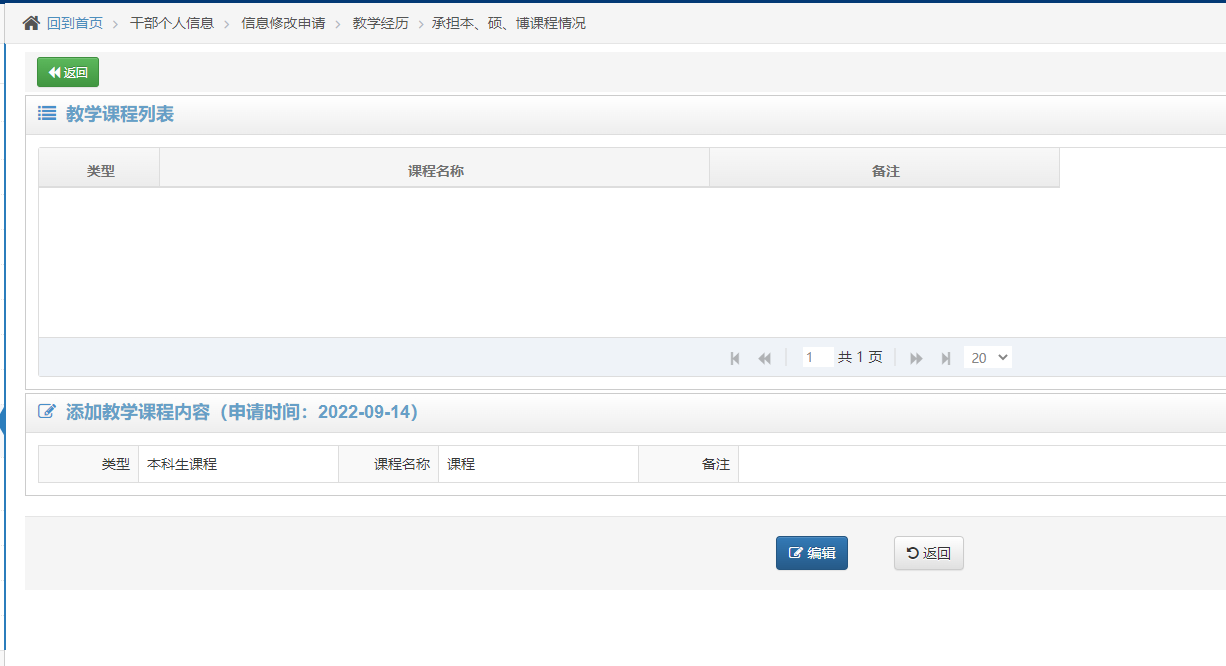 回到首页 干部个人信息 信息修改申请 教学经历 承担本、硕、博课程情况
返回
教学课程列表
类型 课程名称 备注
1 共 1 页 20
添加教学课程内容（申请时间：2022-09-14）
类型 本科生课程 课程名称 课程 备注
编辑 返回